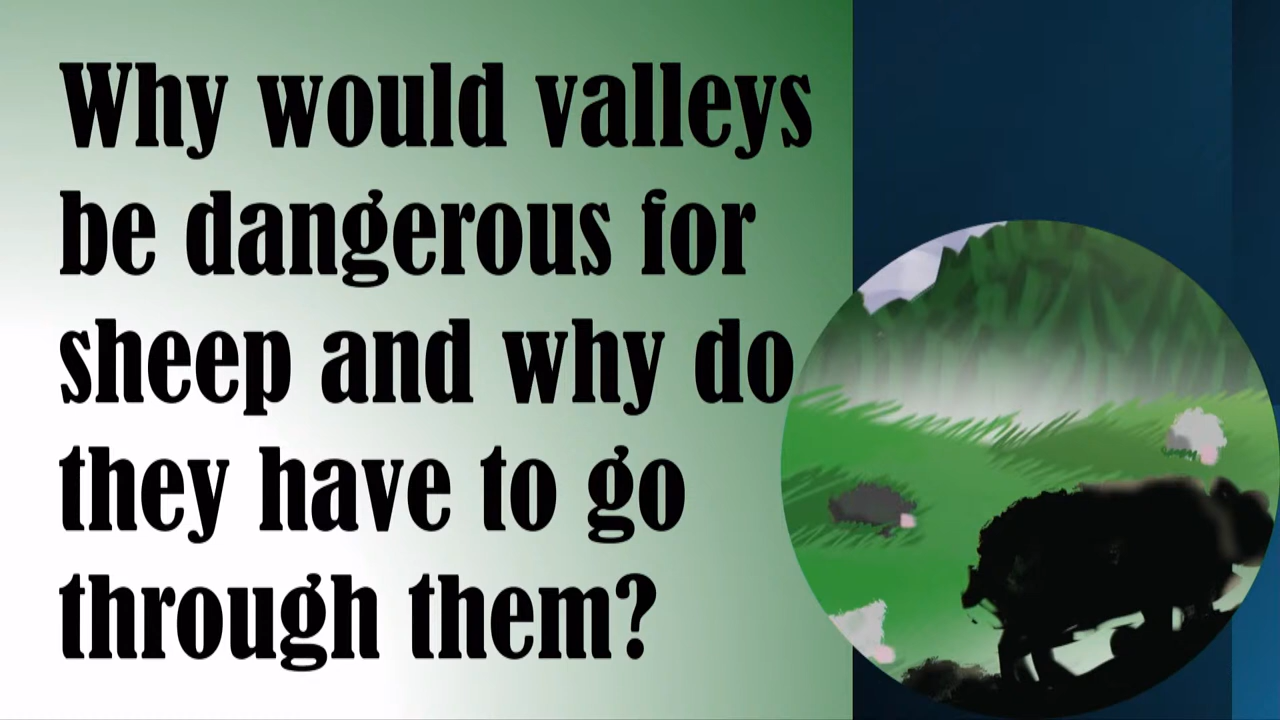 Why would valleys
be dangerous for
sheep and why do
they have to go
through them?